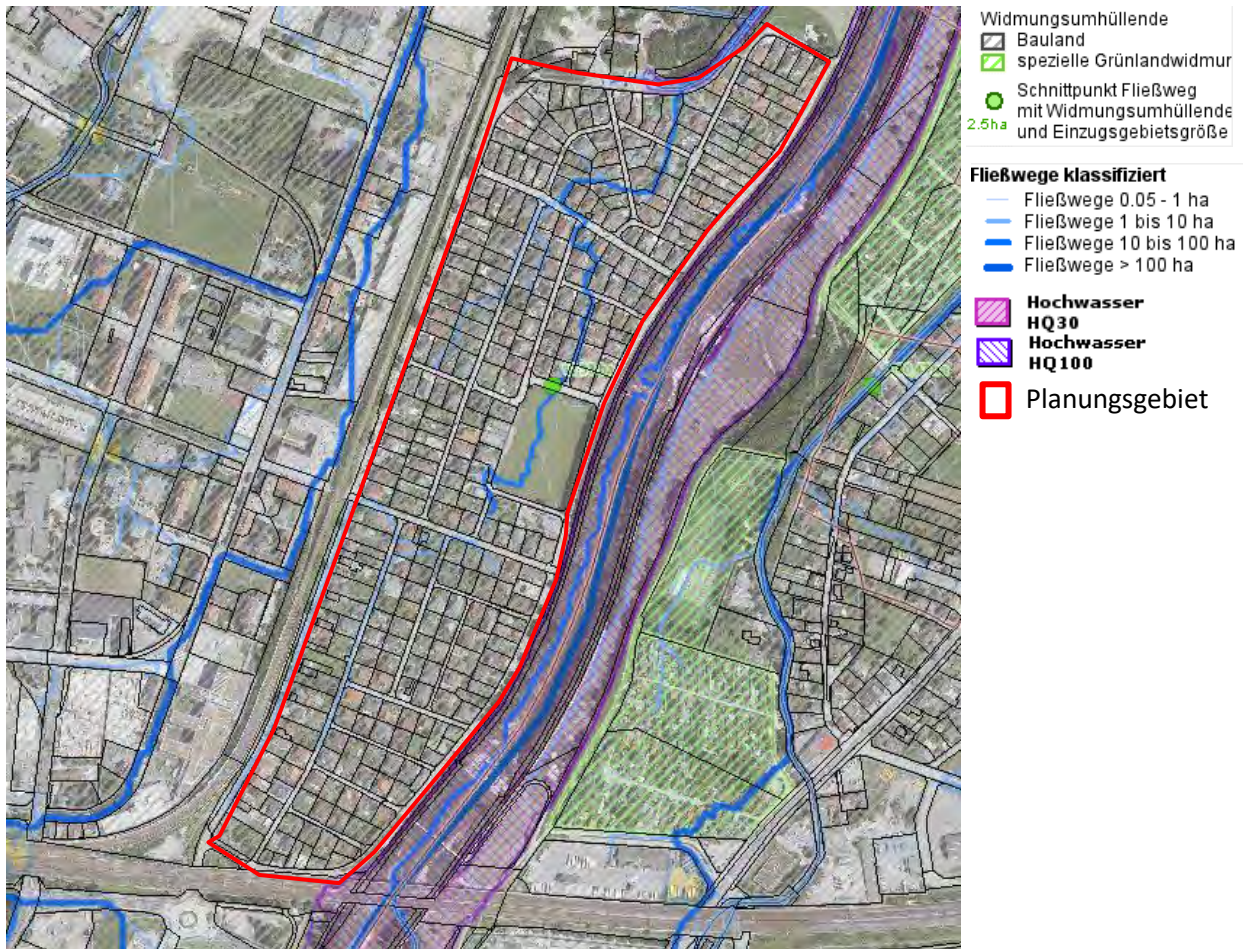 Widmungsumhüllende
Bauland
spezielle Grünlandwidmur
Schnittpunkt Fließweg
mit Widmungsumhüllende
2.5ha und Einzugsgebietsgröße
Fließwege klassifiziert
Fließwege 0.05 - 1 ha
Fließwege 1 bis 10 ha
Fließwege 10 bis 100 ha
Fließwege > 100 ha
Hochwasser
HQ30
Hochwasser
HQ100
Planungsgebiet